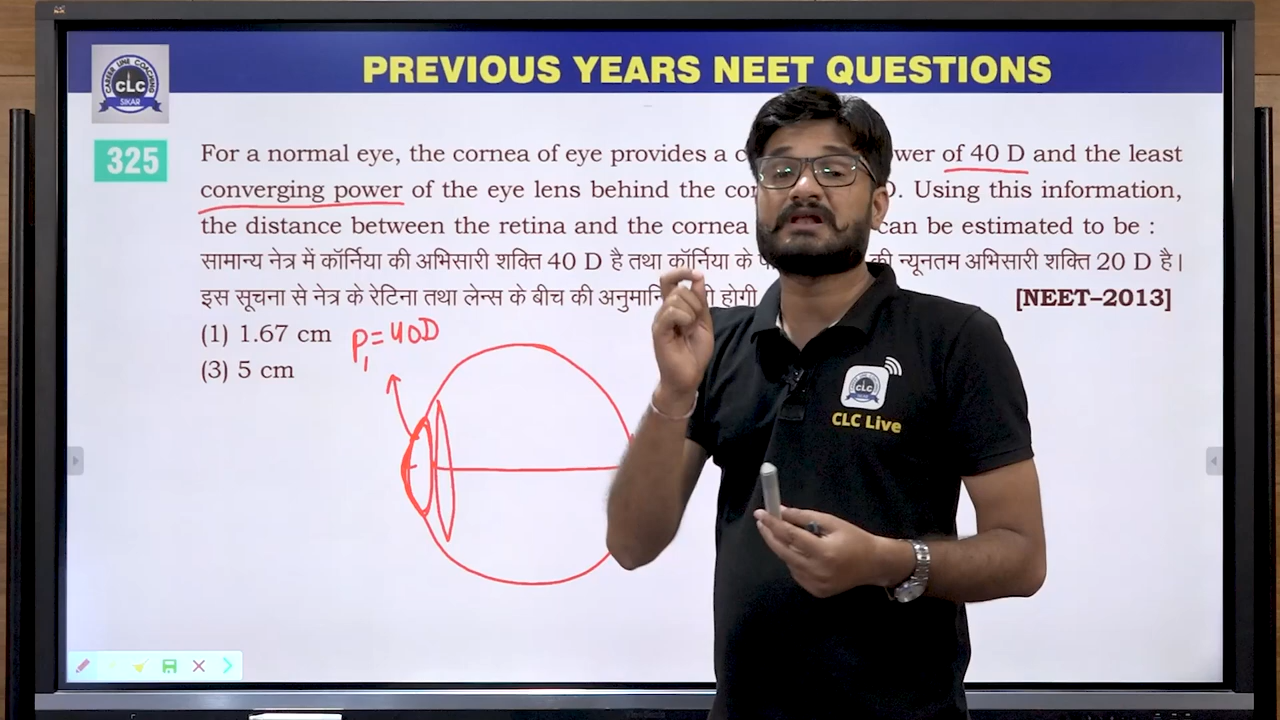 PREVIOUS YEARS NEET QUESTIONS
CAREER LINE COACHING
CLC
SIKAR
325
For a normal eye, the cornea of eye provides a c wer of 40 D and the least
converging power of the eye lens behind the cor D. Using this information,
the distance between the retina and the cornea can be estimated to be :
सामान्य नेत्र में कॉर्निया की अभिसारी शक्ति 40 D है तथा कॉर्निया के की न्यूनतम अभिसारी शक्ति 20 D है।
इस सूचना से नेत्र के रेटिना तथा लेन्स के बीच की अनुमानि होगी [NEET–2013]
(1) 1.67 cm
P₁ = 40D
(3) 5 cm
CLC
CLC Live